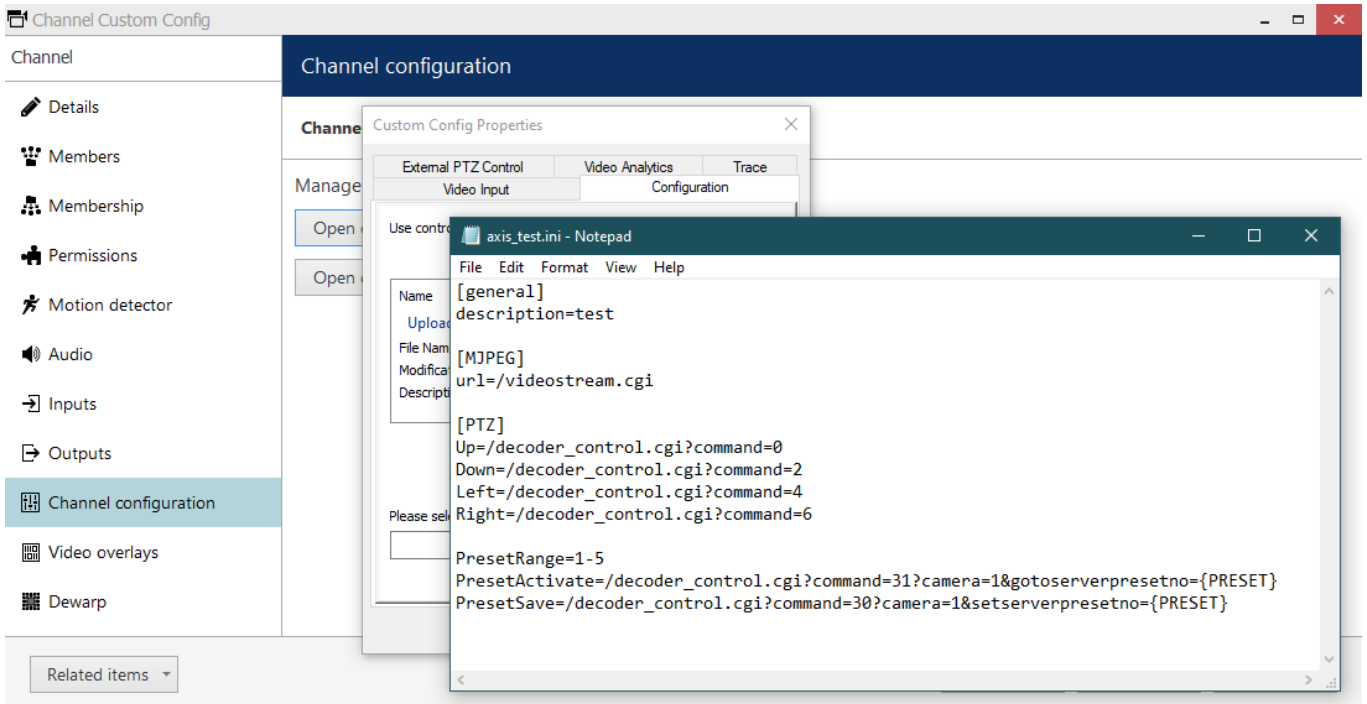 Channel Custom Config
Channel
Channel configuration
Details
Members
Membership
Permissions
Motion detector
Audio
Inputs
Outputs
Channel configuration
Video overlays
Dewarp
Related items
Custom Config Properties
External PTZ Control Video Analytics Trace
Video Input Configuration
Name
axis_test.ini - Notepad
File Edit Format View Help
[general]
description=test
[MJPEG]
url=/videostream.cgi
[PTZ]
Up=/decoder_control.cgi?command=0
Down=/decoder_control.cgi?command=2
Left=/decoder_control.cgi?command=4
Right=/decoder_control.cgi?command=6
PresetRange=1-5
PresetActivate=/decoder_control.cgi?command=31?camera=1&gotoserverpresetno={PRESET}
PresetSave=/decoder_control.cgi?command=30?camera=1&setserverpresetno={PRESET}
Channe
Manage
Open
Open
Use contro
Uploa
File Nam
Modifica
Descripti
Please sele